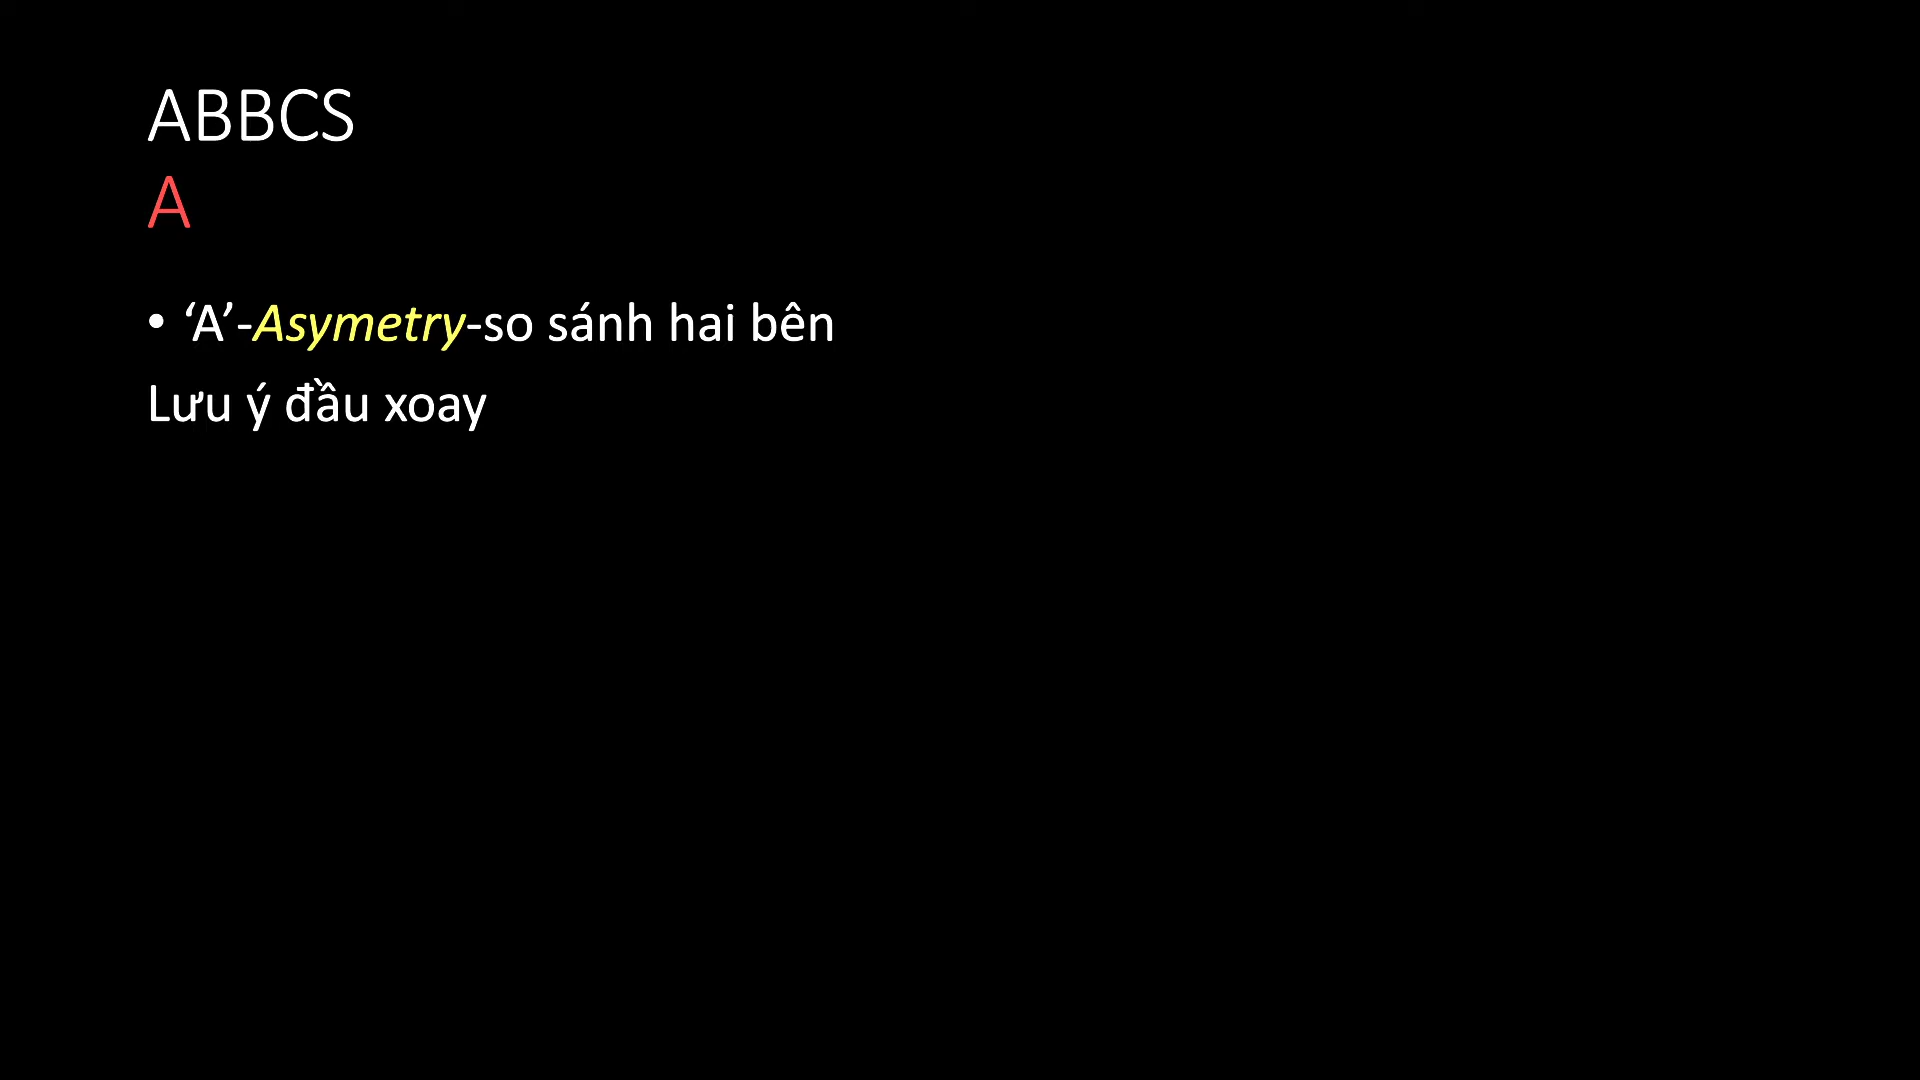 ABBCS
A
• ‘A’-Asymetry-so sánh hai bên
Lưu ý đầu xoay